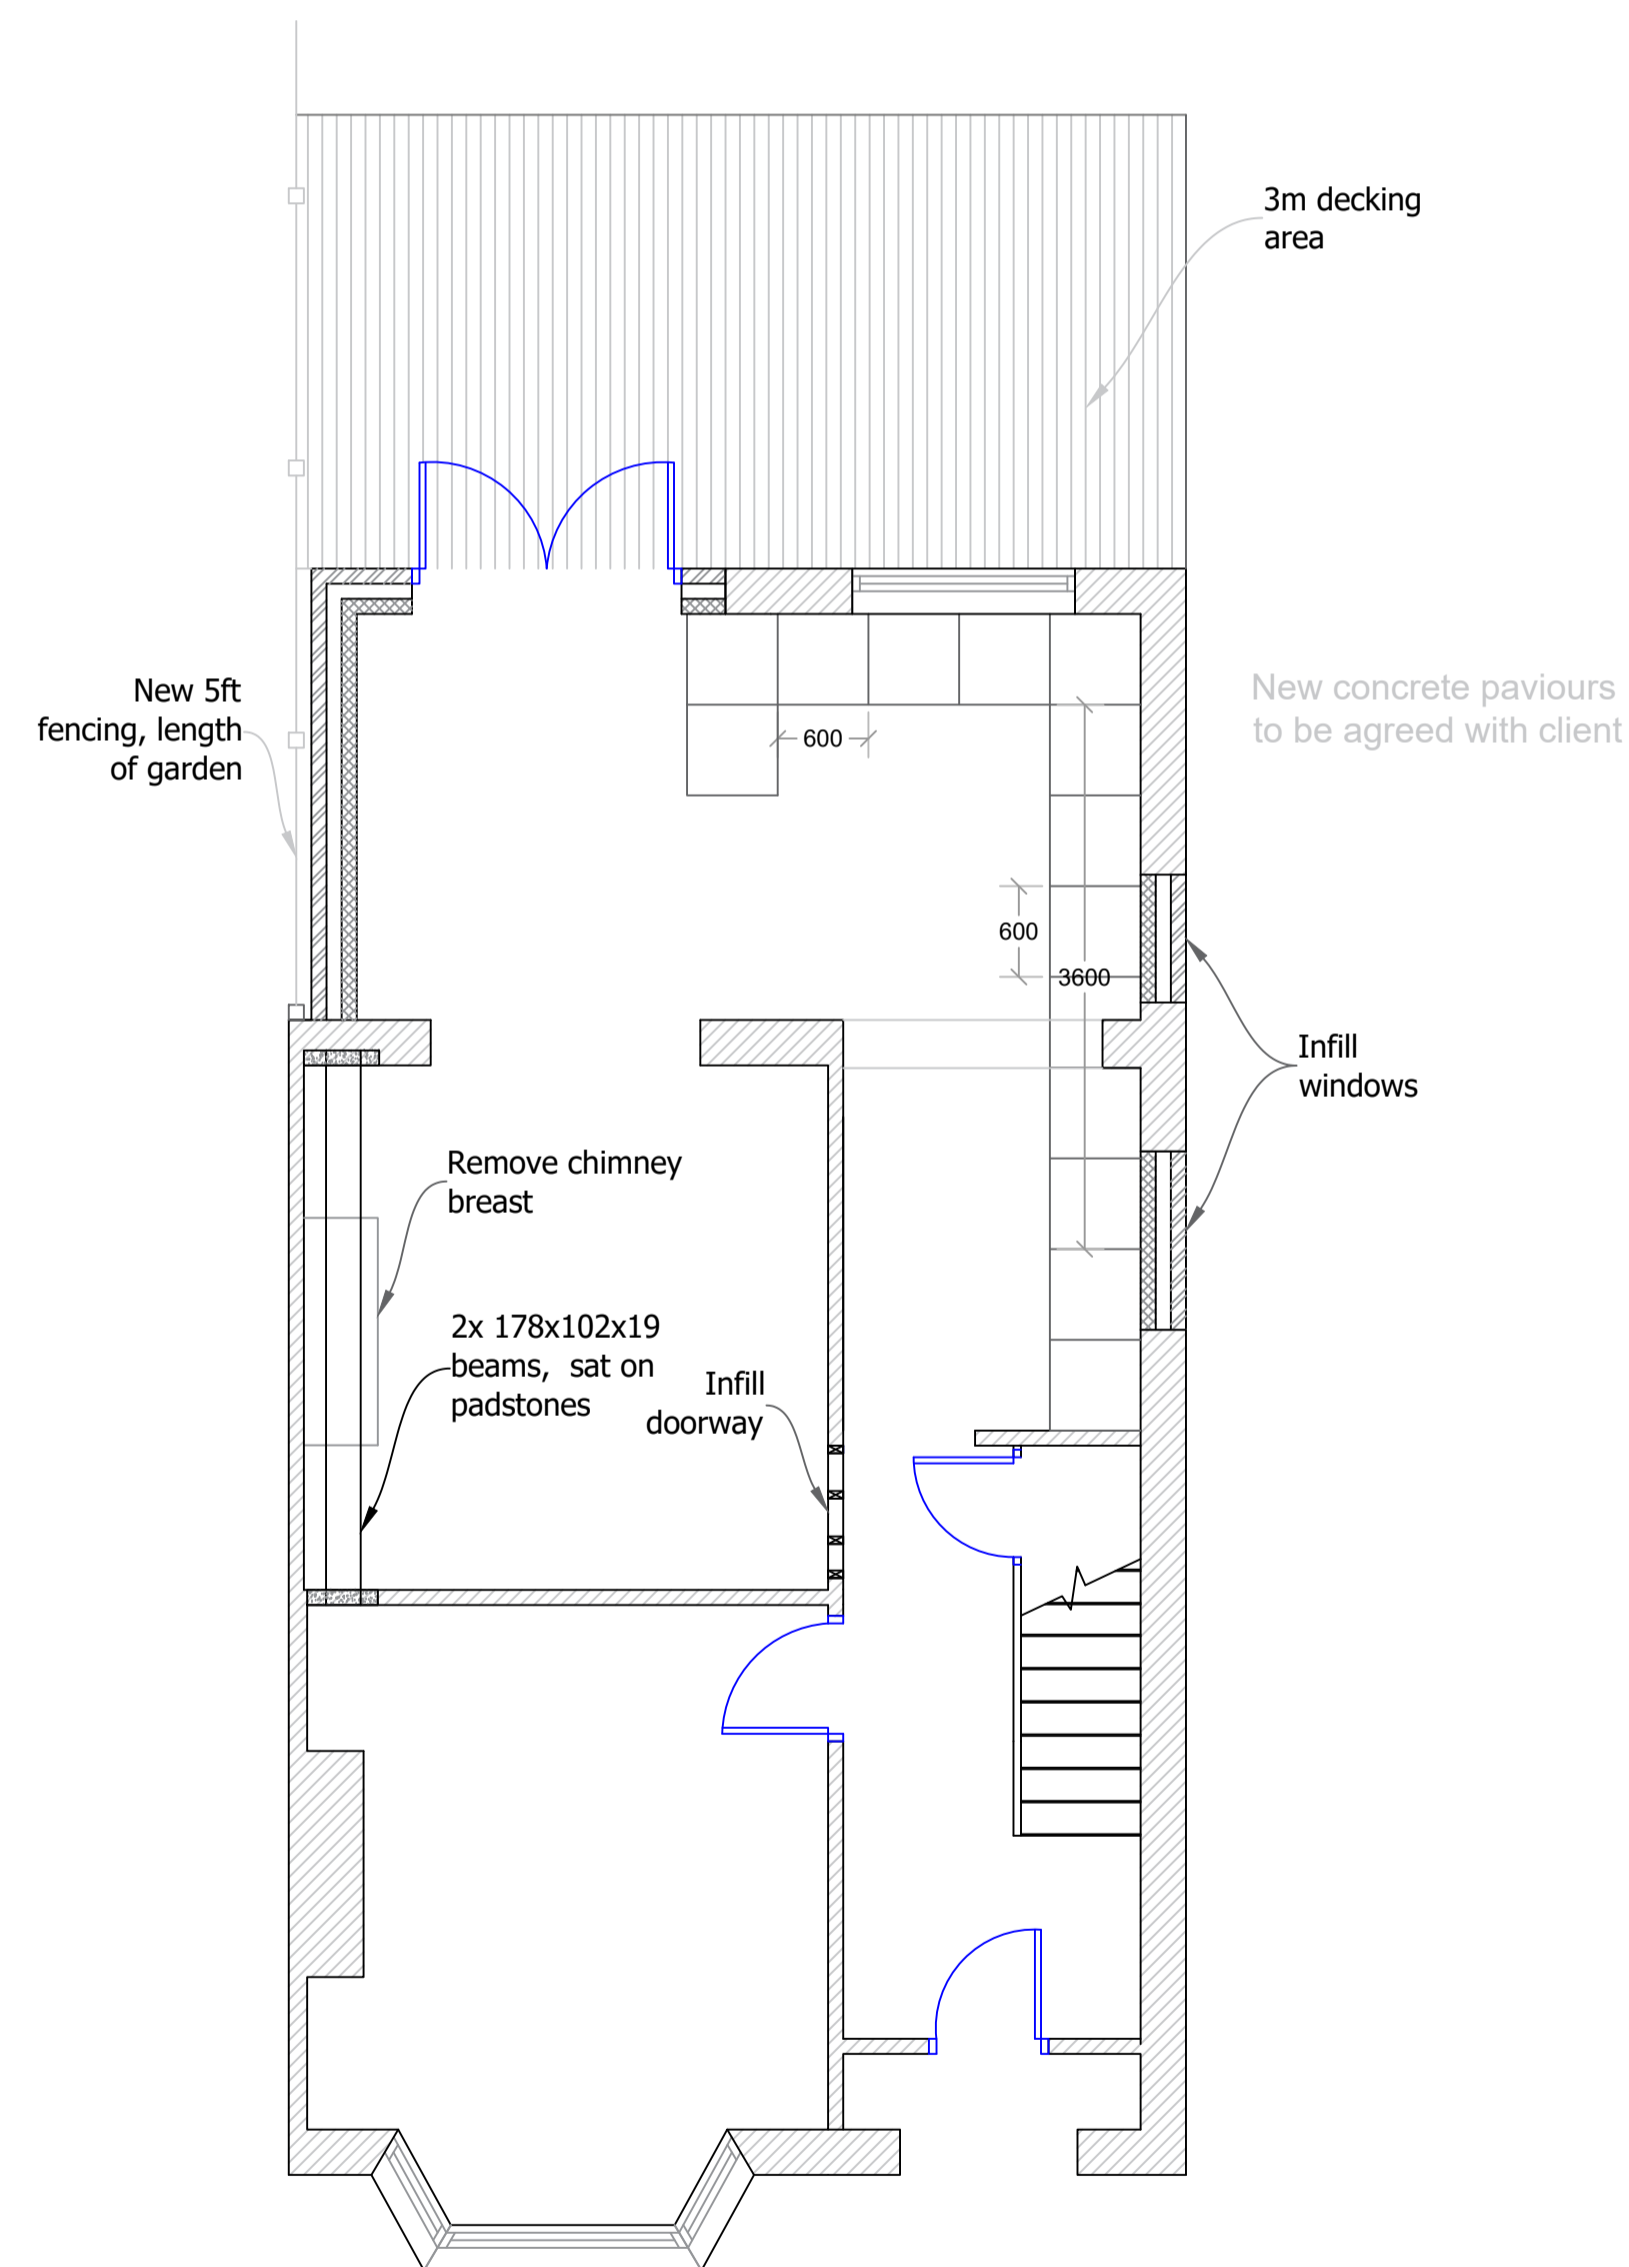 3m decking
area
New 5ft
fencing, length
of garden
New concrete paviours
to be agreed with client
600
600
3600
Infill
windows
Remove chimney
breast
2x 178x102x19
beams,  sat on
padstones
Infill
doorway